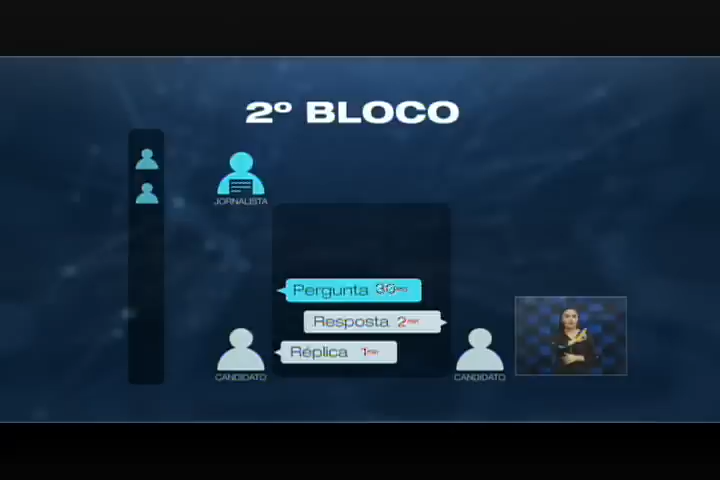 2º BLOCO
JORNALISTA
Pergunta 30
Resposta 2
Réplica 1
CANDIDATO
CANDIDATO